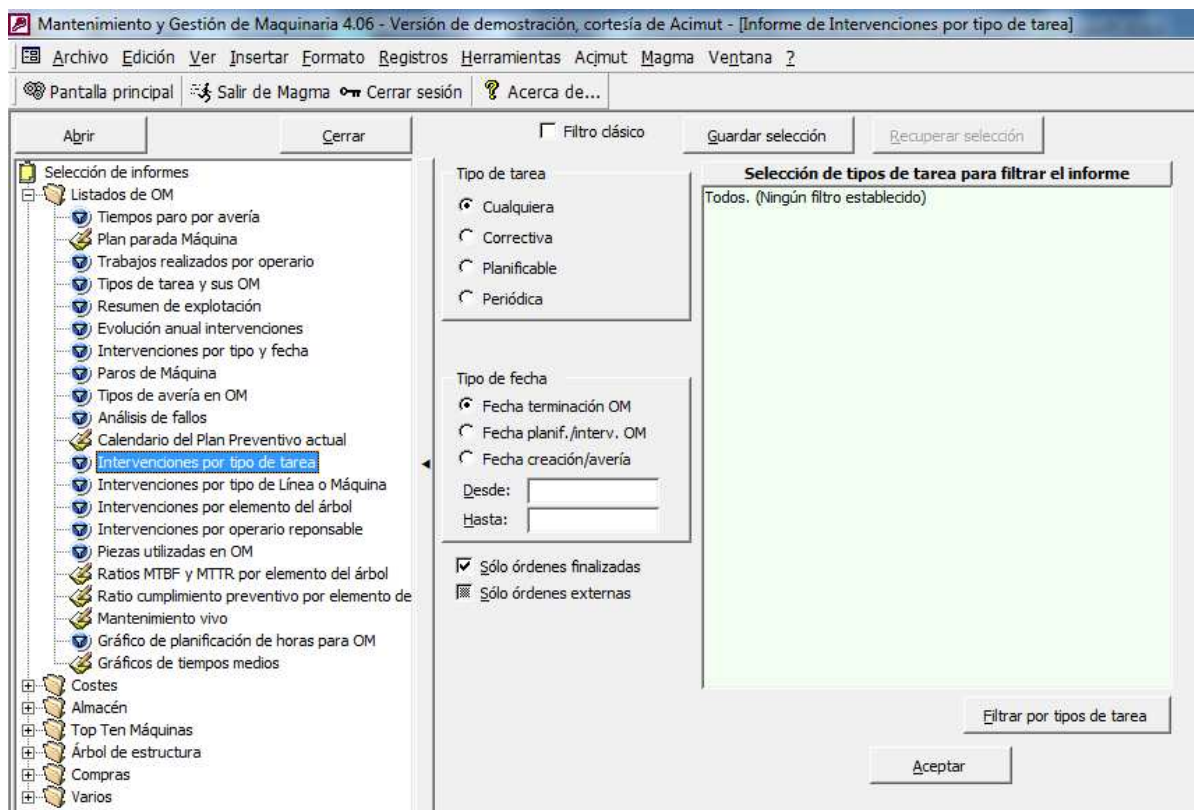 Mantenimiento y Gestión de Maquinaria 4.06 - Versión de demostración, cortesía de Acimut - [Informe de Intervenciones por tipo de tarea]
Archivo Edición Ver Insertar Formato Registros Herramientas Acimut Magma Ventana ?
Pantalla principal Salir de Magma Cerrar sesión Acerca de...
Abrir Cerrar Filtro clásico Guardar selección Recuperar selección
Selección de informes
Listados de OM
Tiempos paro por avería
Plan parada Máquina
Trabajos realizados por operario
Tipos de tarea y sus OM
Resumen de explotación
Evolución anual intervenciones
Intervenciones por tipo y fecha
Paros de Máquina
Tipos de avería en OM
Análisis de fallos
Calendario del Plan Preventivo actual
Intervenciones por tipo de tarea
Intervenciones por tipo de Línea o Máquina
Intervenciones por elemento del árbol
Intervenciones por operario reponsable
Piezas utilizadas en OM
Ratios MTBF y MTTR por elemento del árbol
Ratio cumplimiento preventivo por elemento de
Mantenimiento vivo
Gráfico de planificación de horas para OM
Gráficos de tiempos medios
Costes
Almacén
Top Ten Máquinas
Árbol de estructura
Compras
Varios
Tipo de tarea
Cualquiera
Correctiva
Planificable
Periódica
Tipo de fecha
Fecha terminación OM
Fecha planif./interv. OM
Fecha creación/avería
Desde:
Hasta:
Sólo órdenes finalizadas
Sólo órdenes externas
Selección de tipos de tarea para filtrar el informe
Todos. (Ningún filtro establecido)
Filtrar por tipos de tarea
Aceptar